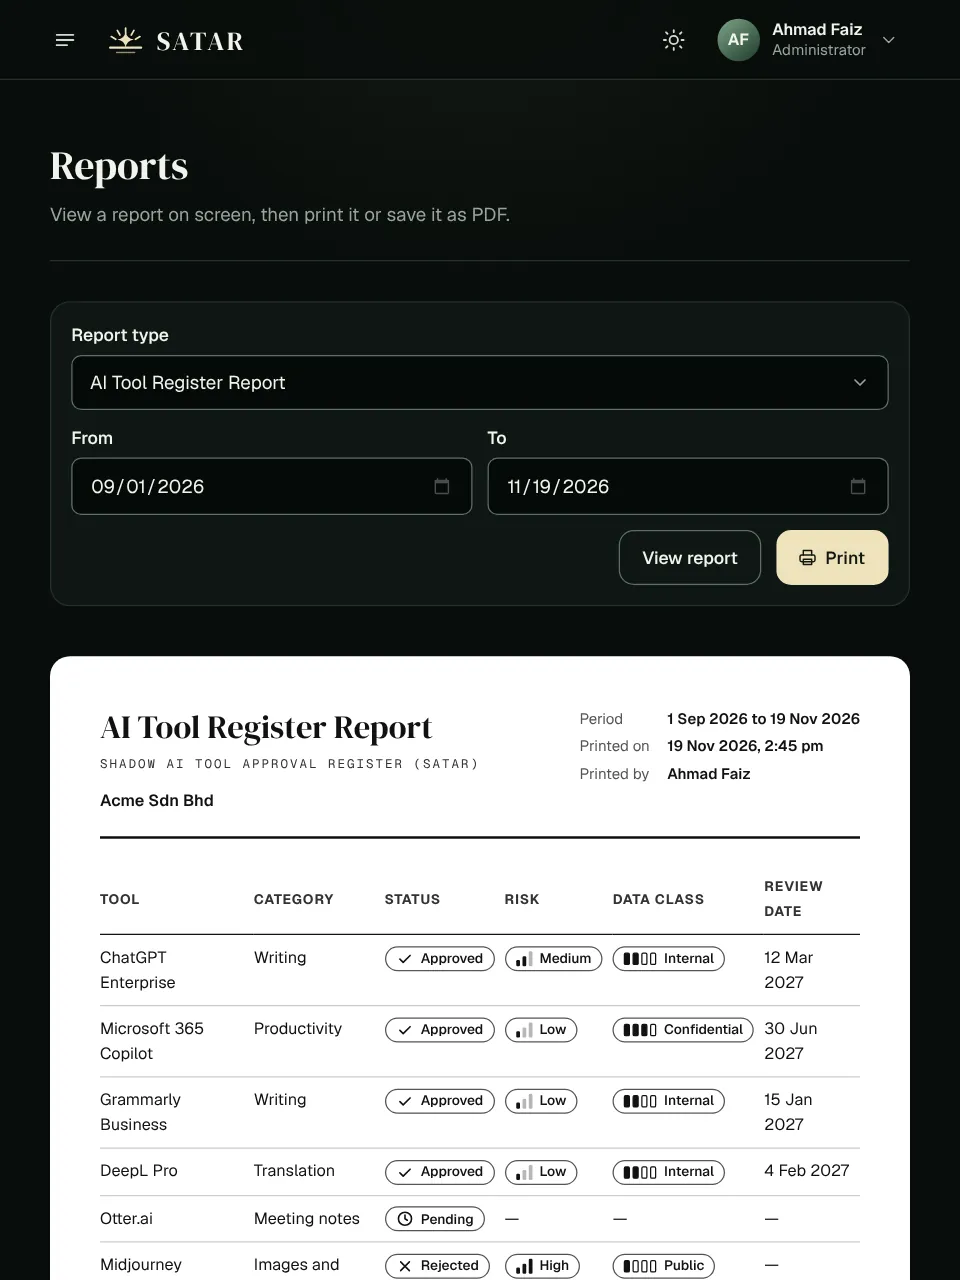 SATAR
AF
Ahmad Faiz
Administrator
Reports
View a report on screen, then print it or save it as PDF.
Report type
AI Tool Register Report
From
To
09/01/2026
11/19/2026
View report
Print
AI Tool Register Report
SHADOW AI TOOL APPROVAL REGISTER (SATAR)
Acme Sdn Bhd
Period 1 Sep 2026 to 19 Nov 2026
Printed on 19 Nov 2026, 2:45 pm
Printed by Ahmad Faiz
TOOL CATEGORY STATUS RISK DATA CLASS REVIEW
DATE
ChatGPT Writing Approved Medium Internal 12 Mar
Enterprise 2027
Microsoft 365 Productivity Approved Low Confidential 30 Jun
Copilot 2027
Grammarly Writing Approved Low Internal 15 Jan
Business 2027
DeepL Pro Translation Approved Low Internal 4 Feb 2027
Otter.ai Meeting notes Pending — — —
Midjourney Images and Rejected High Public —